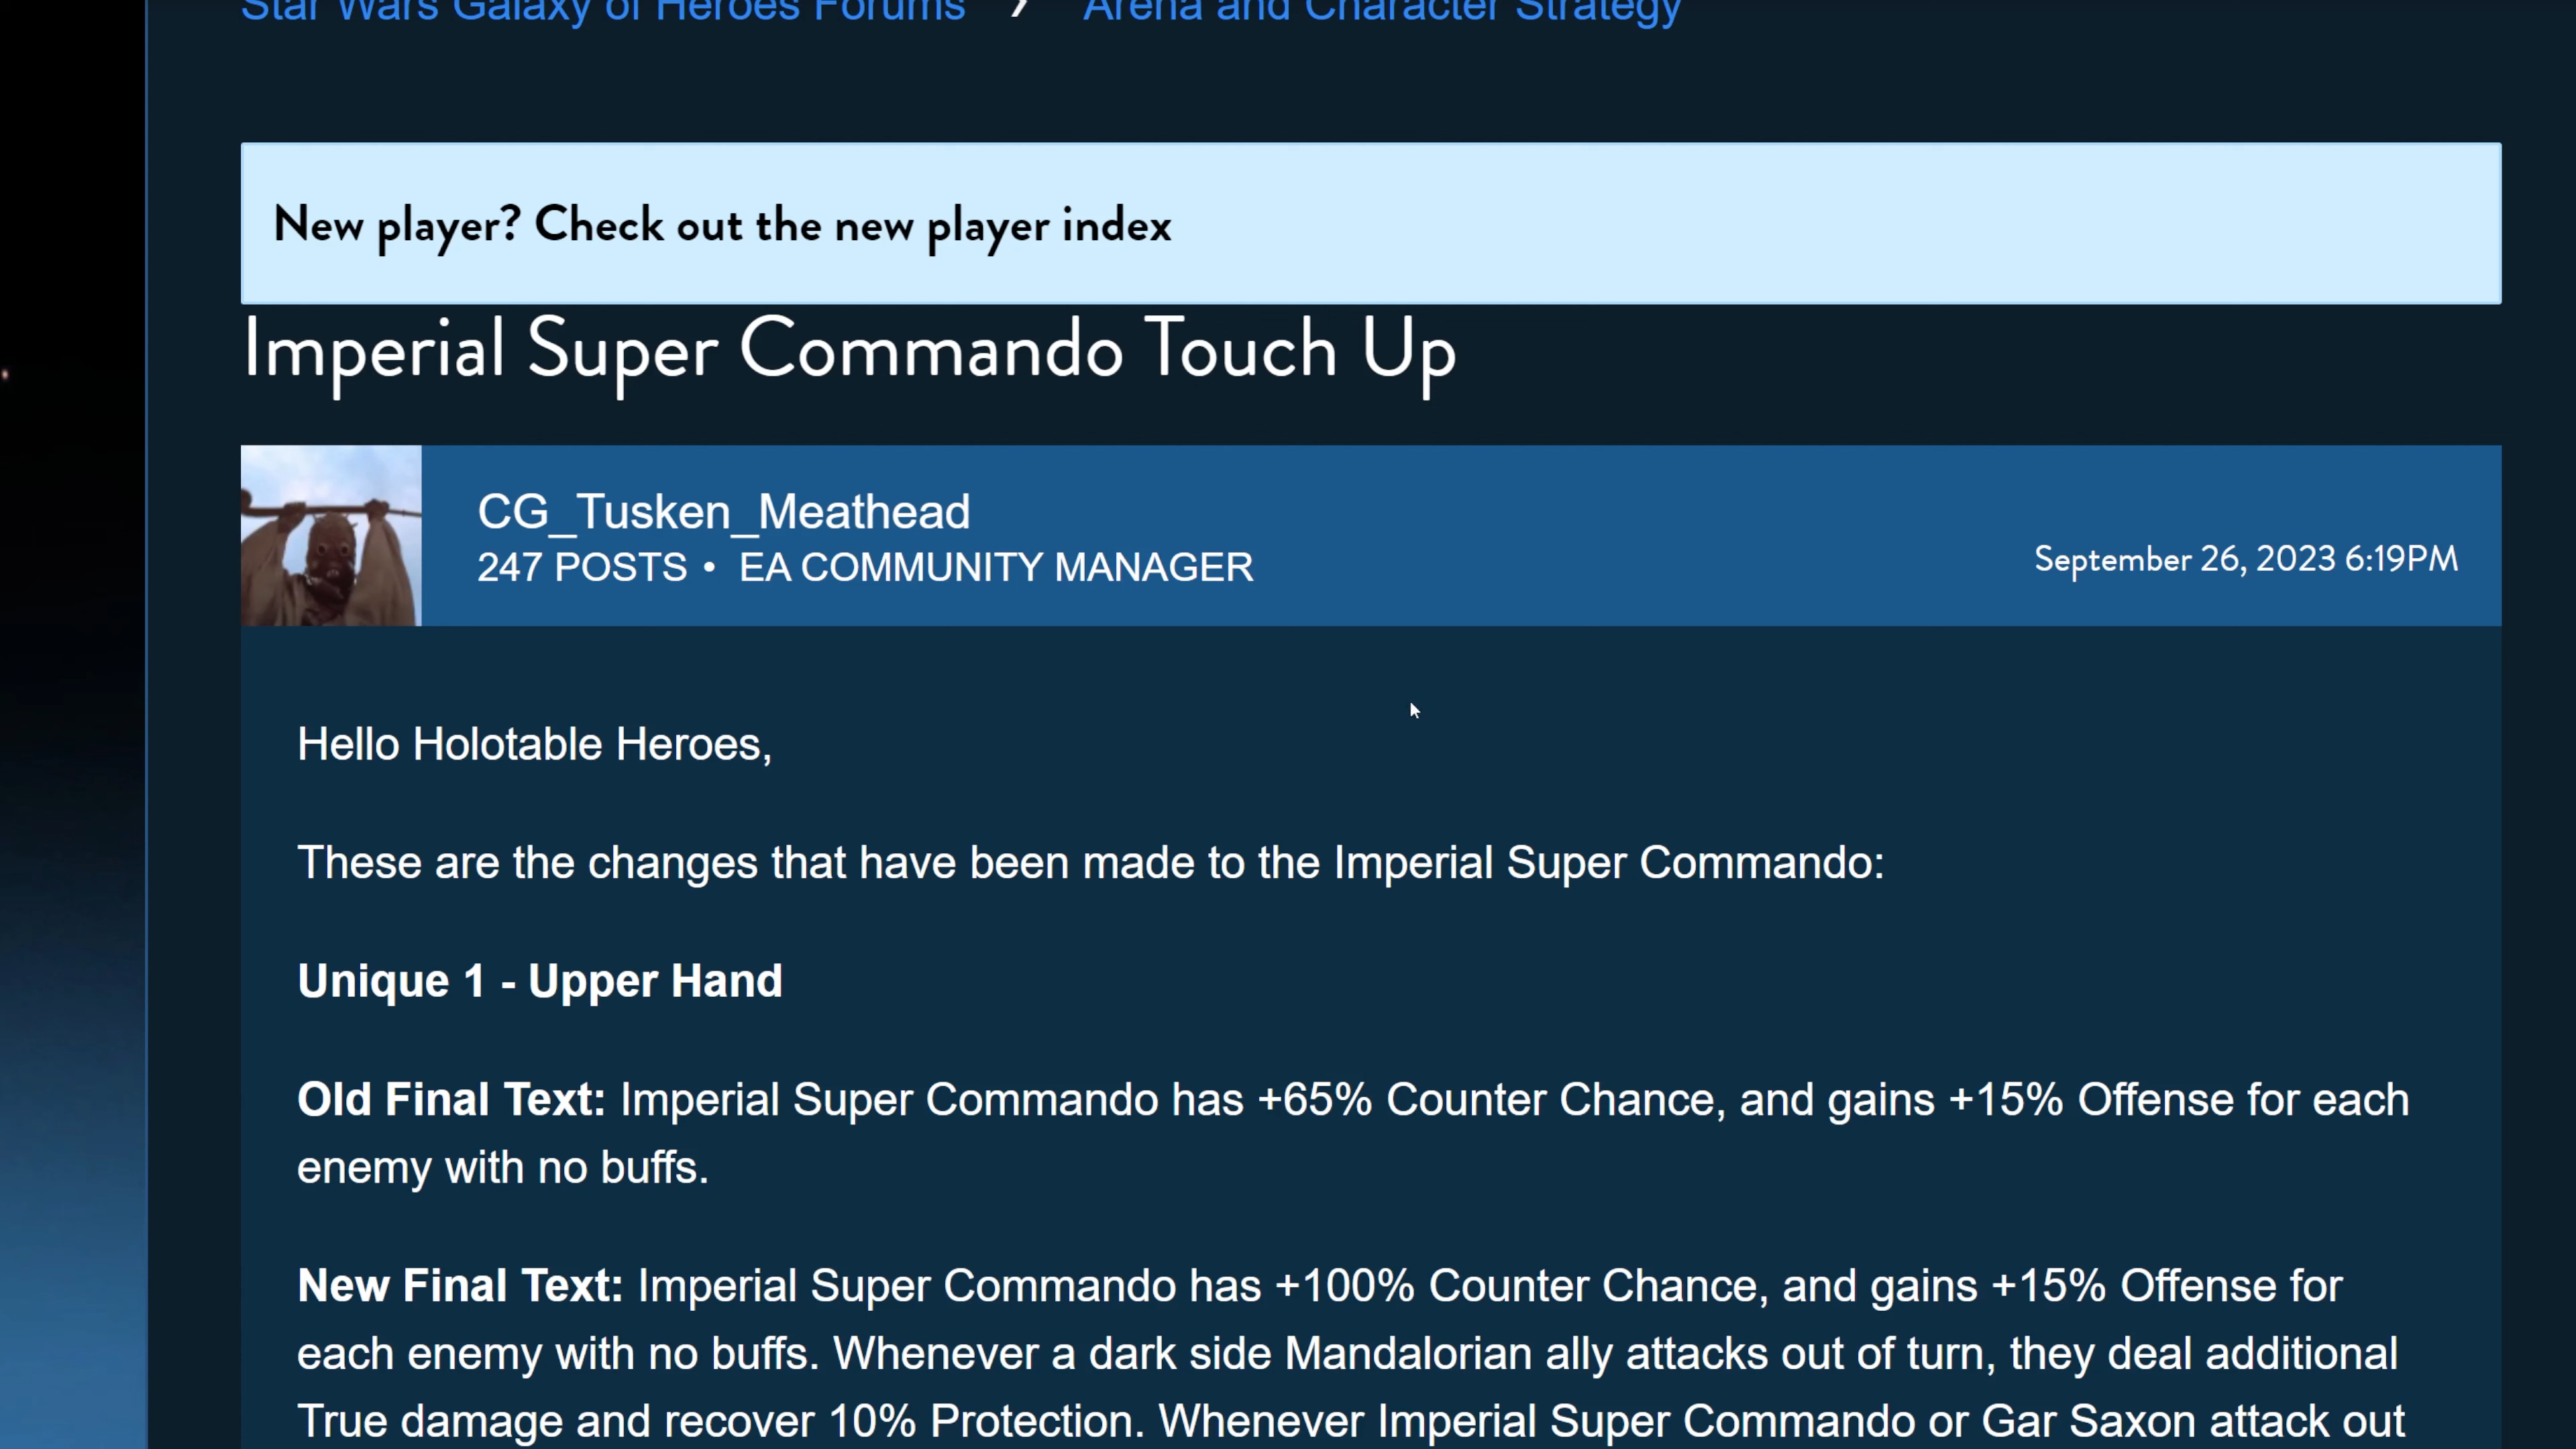 Star Wars Galaxy of Heroes Forums > Arena and Character Strategy
New player? Check out the new player index
Imperial Super Commando Touch Up
CG_Tusken_Meathead
247 POSTS • EA COMMUNITY MANAGER
September 26, 2023 6:19PM
Hello Holotable Heroes,
These are the changes that have been made to the Imperial Super Commando:
Unique 1 - Upper Hand
Old Final Text: Imperial Super Commando has +65% Counter Chance, and gains +15% Offense for each
enemy with no buffs.
New Final Text: Imperial Super Commando has +100% Counter Chance, and gains +15% Offense for
each enemy with no buffs. Whenever a dark side Mandalorian ally attacks out of turn, they deal additional
True damage and recover 10% Protection. Whenever Imperial Super Commando or Gar Saxon attack out